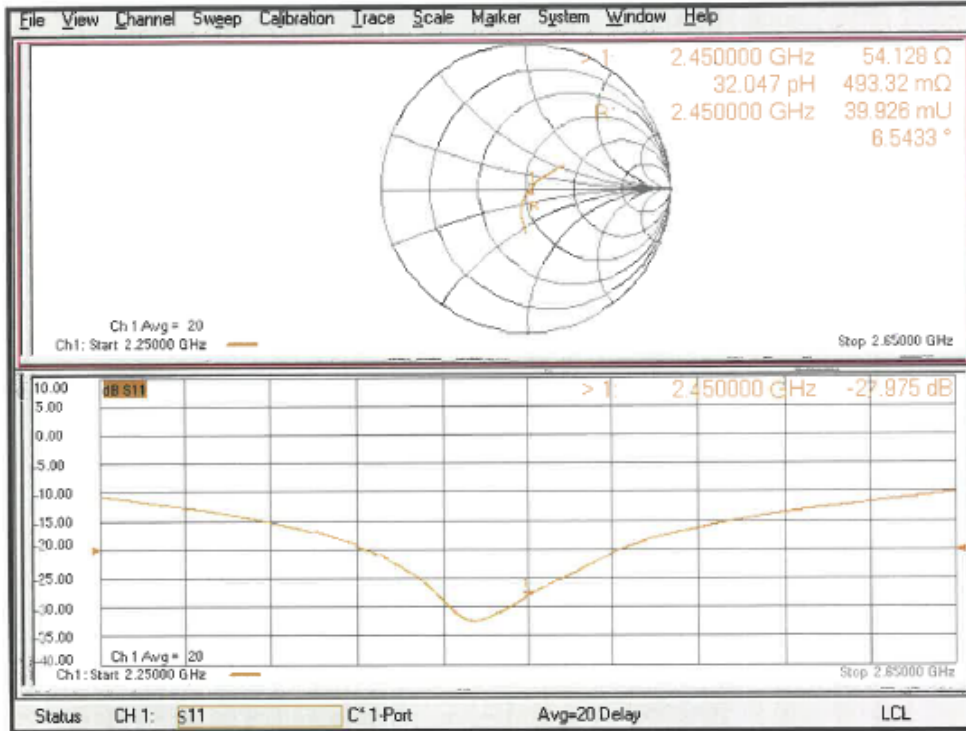 File View Channel Sweep Calibration Trace Scale Marker System Window Help
> 1: 2.450000 GHz 54.128 Ω
32.047 pH 493.32 mΩ
R: 2.450000 GHz 39.926 mU
6.5433 °
Ch 1 Avg = 20
Ch1: Start 2.25000 GHz
Stop 2.65000 GHz
dB S11
> 1: 2.450000 GHz -27.975 dB
10.00
5.00
0.00
-5.00
-10.00
-15.00
-20.00
-25.00
-30.00
-35.00
-40.00
1
Ch 1 Avg = 20
Ch1: Start 2.25000 GHz
Stop 2.65000 GHz
Status CH 1: S11 C* 1-Port Avg=20 Delay LCL